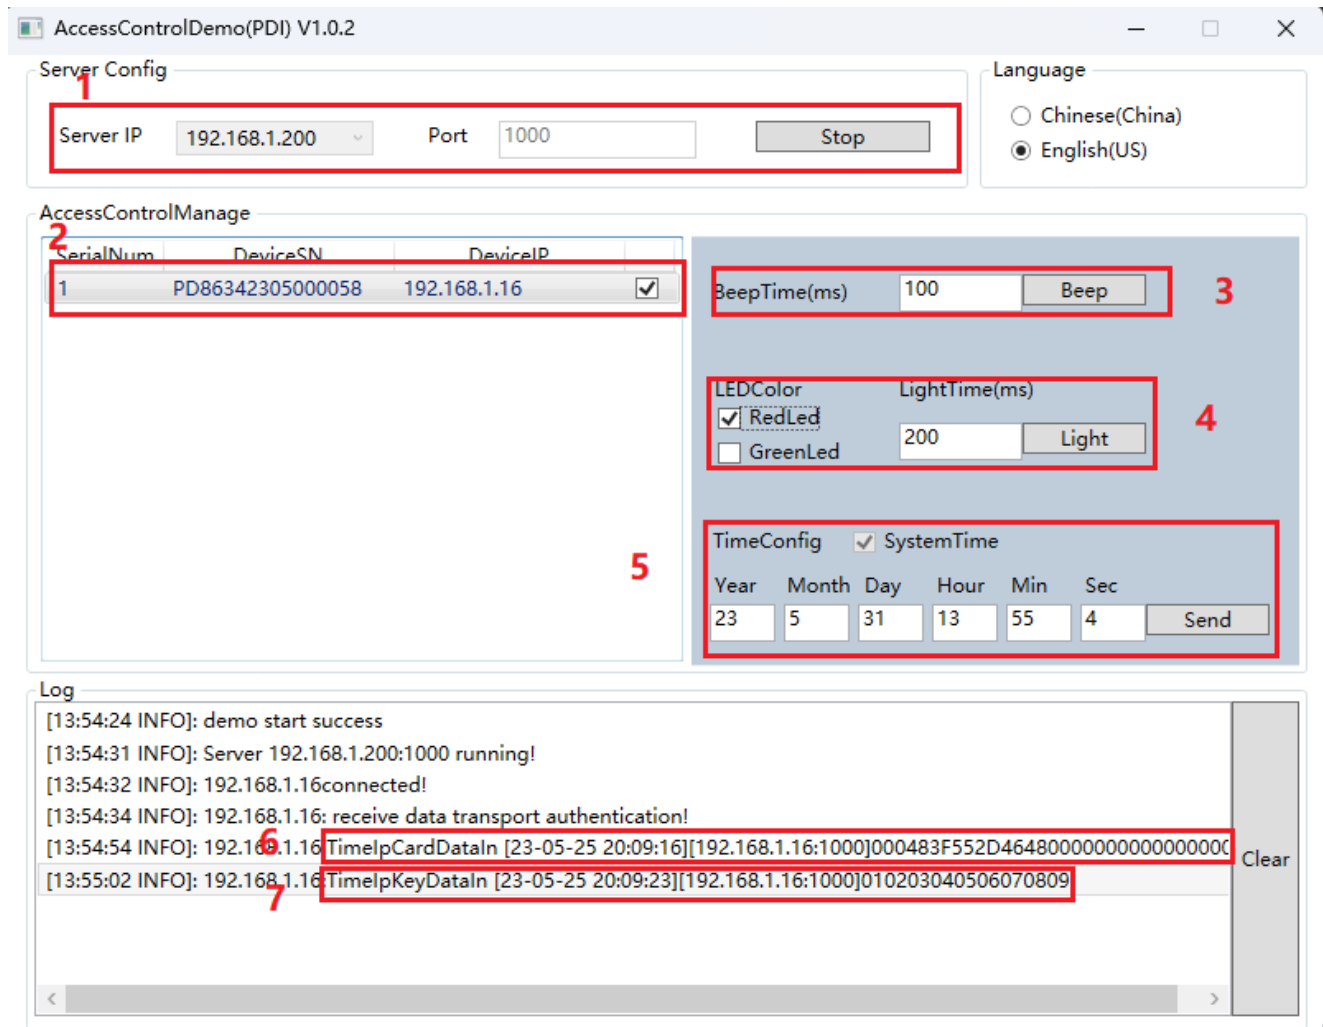 AccessControlDemo(PDI) V1.0.2
Server Config
1
Server IP 192.168.1.200 Port 1000 Stop
Language
Chinese(China)
English(US)
AccessControlManage
2
SerialNum DeviceSN DeviceIP
1 PD86342305000058 192.168.1.16
BeepTime(ms) 100 Beep 3
LEDColor LightTime(ms)
RedLed
GreenLed 200 Light 4
5
TimeConfig SystemTime
Year Month Day Hour Min Sec
23 5 31 13 55 4 Send
Log
[13:54:24 INFO]: demo start success
[13:54:31 INFO]: Server 192.168.1.200:1000 running!
[13:54:32 INFO]: 192.168.1.16connected!
[13:54:34 INFO]: 192.168.1.16: receive data transport authentication!
6
[13:54:54 INFO]: 192.168.1.16:TimeIpCardDataIn [23-05-25 20:09:16][192.168.1.16:1000]000483F552D46480000000000000000
[13:55:02 INFO]: 192.168.1.16:TimeIpKeyDataIn [23-05-25 20:09:23][192.168.1.16:1000]010203040506070809
7
Clear